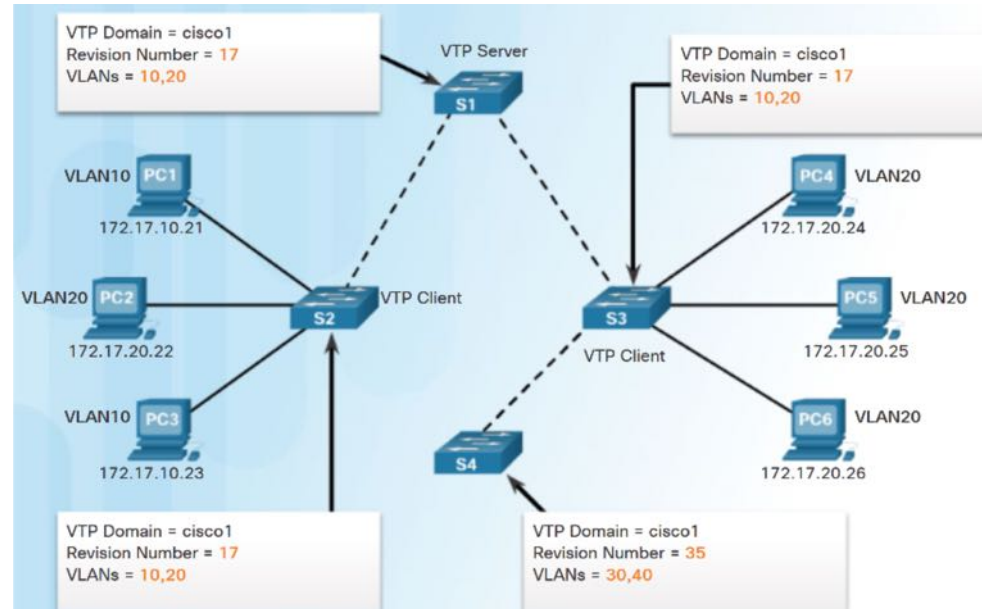 VTP Domain = cisco1
Revision Number = 17
VLANs = 10,20
VTP Server
S1
VTP Domain = cisco1
Revision Number = 17
VLANs = 10,20
VLAN10
PC1
172.17.10.21
PC4
VLAN20
172.17.20.24
VLAN20
PC2
172.17.20.22
S2
VTP Client
S3
VTP Client
PC5
VLAN20
172.17.20.25
VLAN10
PC3
172.17.10.23
S4
PC6
VLAN20
172.17.20.26
VTP Domain = cisco1
Revision Number = 17
VLANs = 10,20
VTP Domain = cisco1
Revision Number = 35
VLANs = 30,40